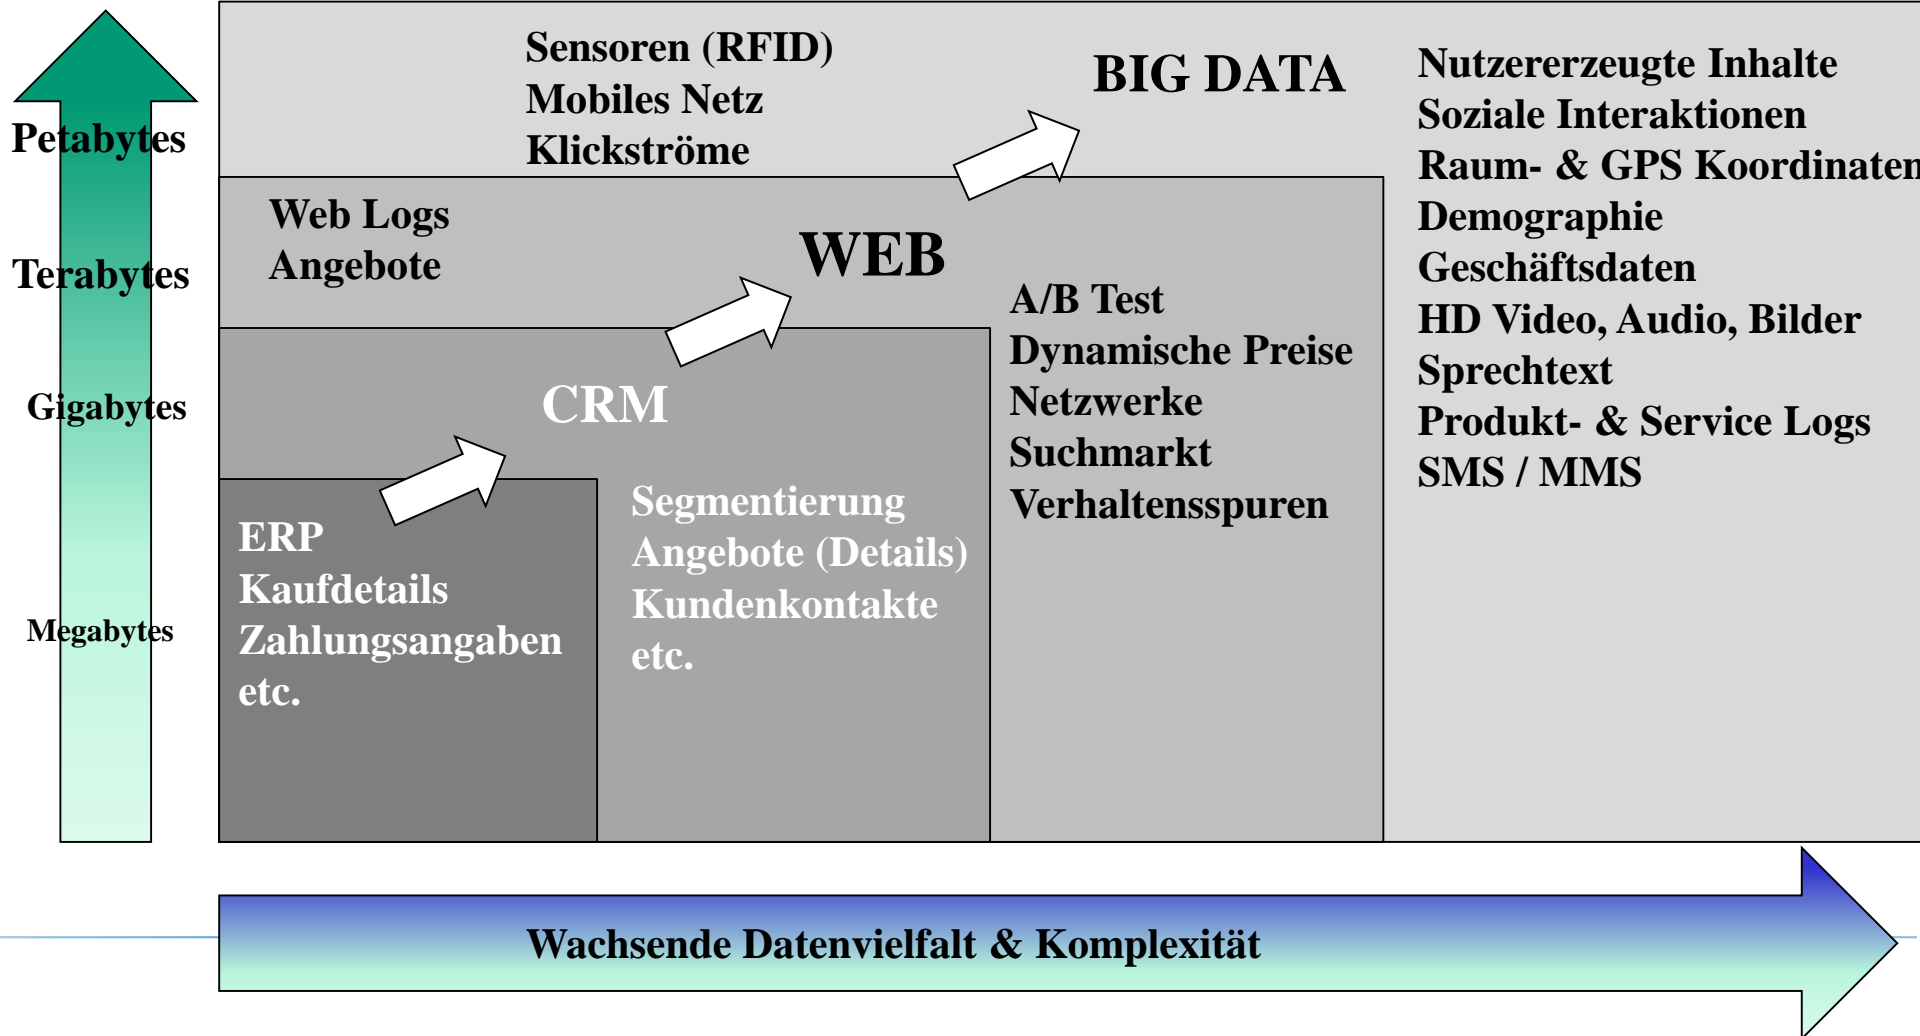 Petabytes
Terabytes
Gigabytes
Megabytes
Sensoren (RFID)
Mobiles Netz
Klickströme
BIG DATA
Nutzererzeugte Inhalte
Soziale Interaktionen
Raum- & GPS Koordinaten
Demographie
Geschäftsdaten
HD Video, Audio, Bilder
Sprechtext
Produkt- & Service Logs
SMS / MMS
Web Logs
Angebote
WEB
A/B Test
Dynamische Preise
Netzwerke
Suchmarkt
Verhaltensspuren
CRM
Segmentierung
Angebote (Details)
Kundenkontakte
etc.
ERP
Kaufdetails
Zahlungsangaben
etc.
Wachsende Datenvielfalt & Komplexität